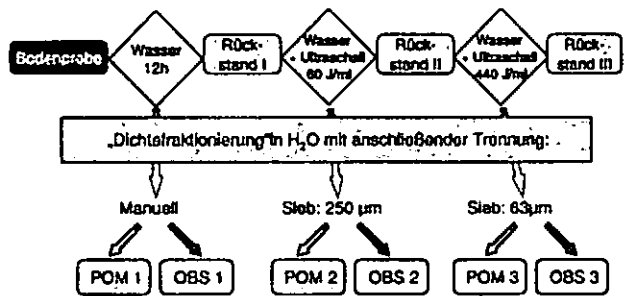 Bodenprobe
Wasser
12h
Rück-
stand I
Wasser
+ Ultraschall
60 J/ml
Rück-
stand II
Wasser
+ Ultraschall
440 J/ml
Rück-
stand III
„Dichtefraktionierung" in H₂O mit anschließender Trennung:
Manuell
Sieb: 250 µm
Sieb: 63µm
POM 1
OBS 1
POM 2
OBS 2
POM 3
OBS 3